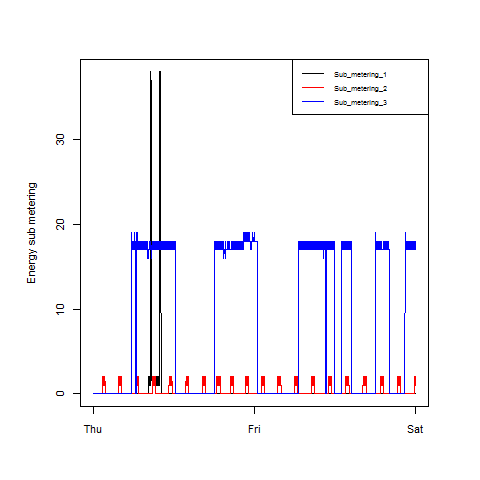 Sub_metering_1
Sub_metering_2
Sub_metering_3
30
20
10
0
Energy sub metering
Thu Fri Sat